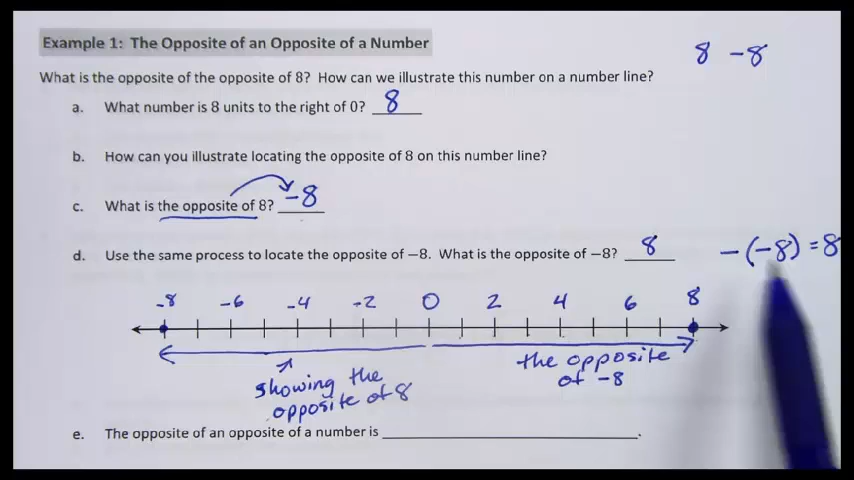 Example 1: The Opposite of an Opposite of a Number
8 -8
What is the opposite of the opposite of 8? How can we illustrate this number on a number line?
a. What number is 8 units to the right of 0? 8
b. How can you illustrate locating the opposite of 8 on this number line?
c. What is the opposite of 8? -8
d. Use the same process to locate the opposite of −8. What is the opposite of −8? 8
-(-8) = 8
-8 -6 -4 -2 0 2 4 6 8
showing the
opposite of 8
the opposite
of -8
e. The opposite of an opposite of a number is ____________________.